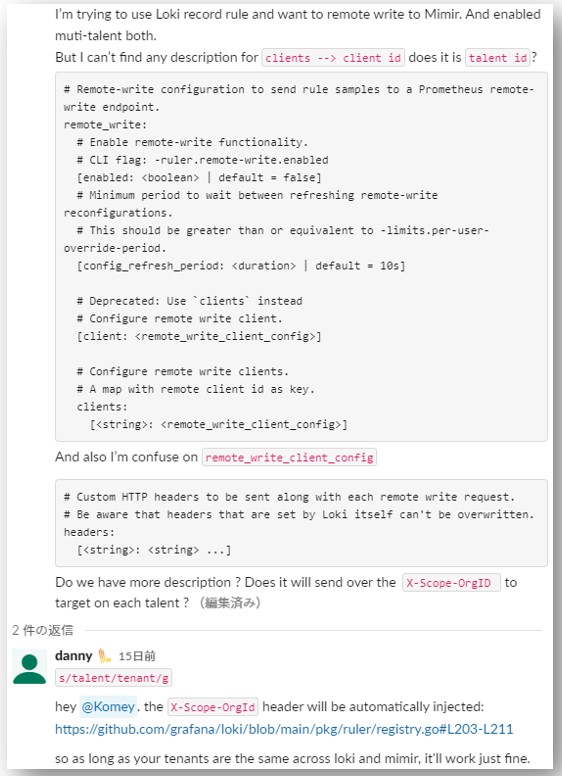 I'm trying to use Loki record rule and want to remote write to Mimir. And enabled
muti-talent both.
But I can't find any description for clients --> client id does it is talent id ?
# Remote-write configuration to send rule samples to a Prometheus remote-
write endpoint.
remote_write:
  # Enable remote-write functionality.
  # CLI flag: -ruler.remote-write.enabled
  [enabled: <boolean> | default = false]
  # Minimum period to wait between refreshing remote-write
reconfigurations.
  # This should be greater than or equivalent to -limits.per-user-
override-period.
  [config_refresh_period: <duration> | default = 10s]
  # Deprecated: Use `clients` instead
  # Configure remote write client.
  [client: <remote_write_client_config>]
  # Configure remote write clients.
  # A map with remote client id as key.
  clients:
    [<string>: <remote_write_client_config>]
And also I'm confuse on remote_write_client_config
# Custom HTTP headers to be sent along with each remote write request.
# Be aware that headers that are set by Loki itself can't be overwritten.
headers:
  [<string>: <string> ...]
Do we have more description ? Does it will send over the X-Scope-OrgID to
target on each talent ? （編集済み）
2 件の返信
danny 15日前
s/talent/tenant/g
hey @Komey. the X-Scope-OrgId header will be automatically injected:
https://github.com/grafana/loki/blob/main/pkg/ruler/registry.go#L203-L211
so as long as your tenants are the same across loki and mimir, it'll work just fine.